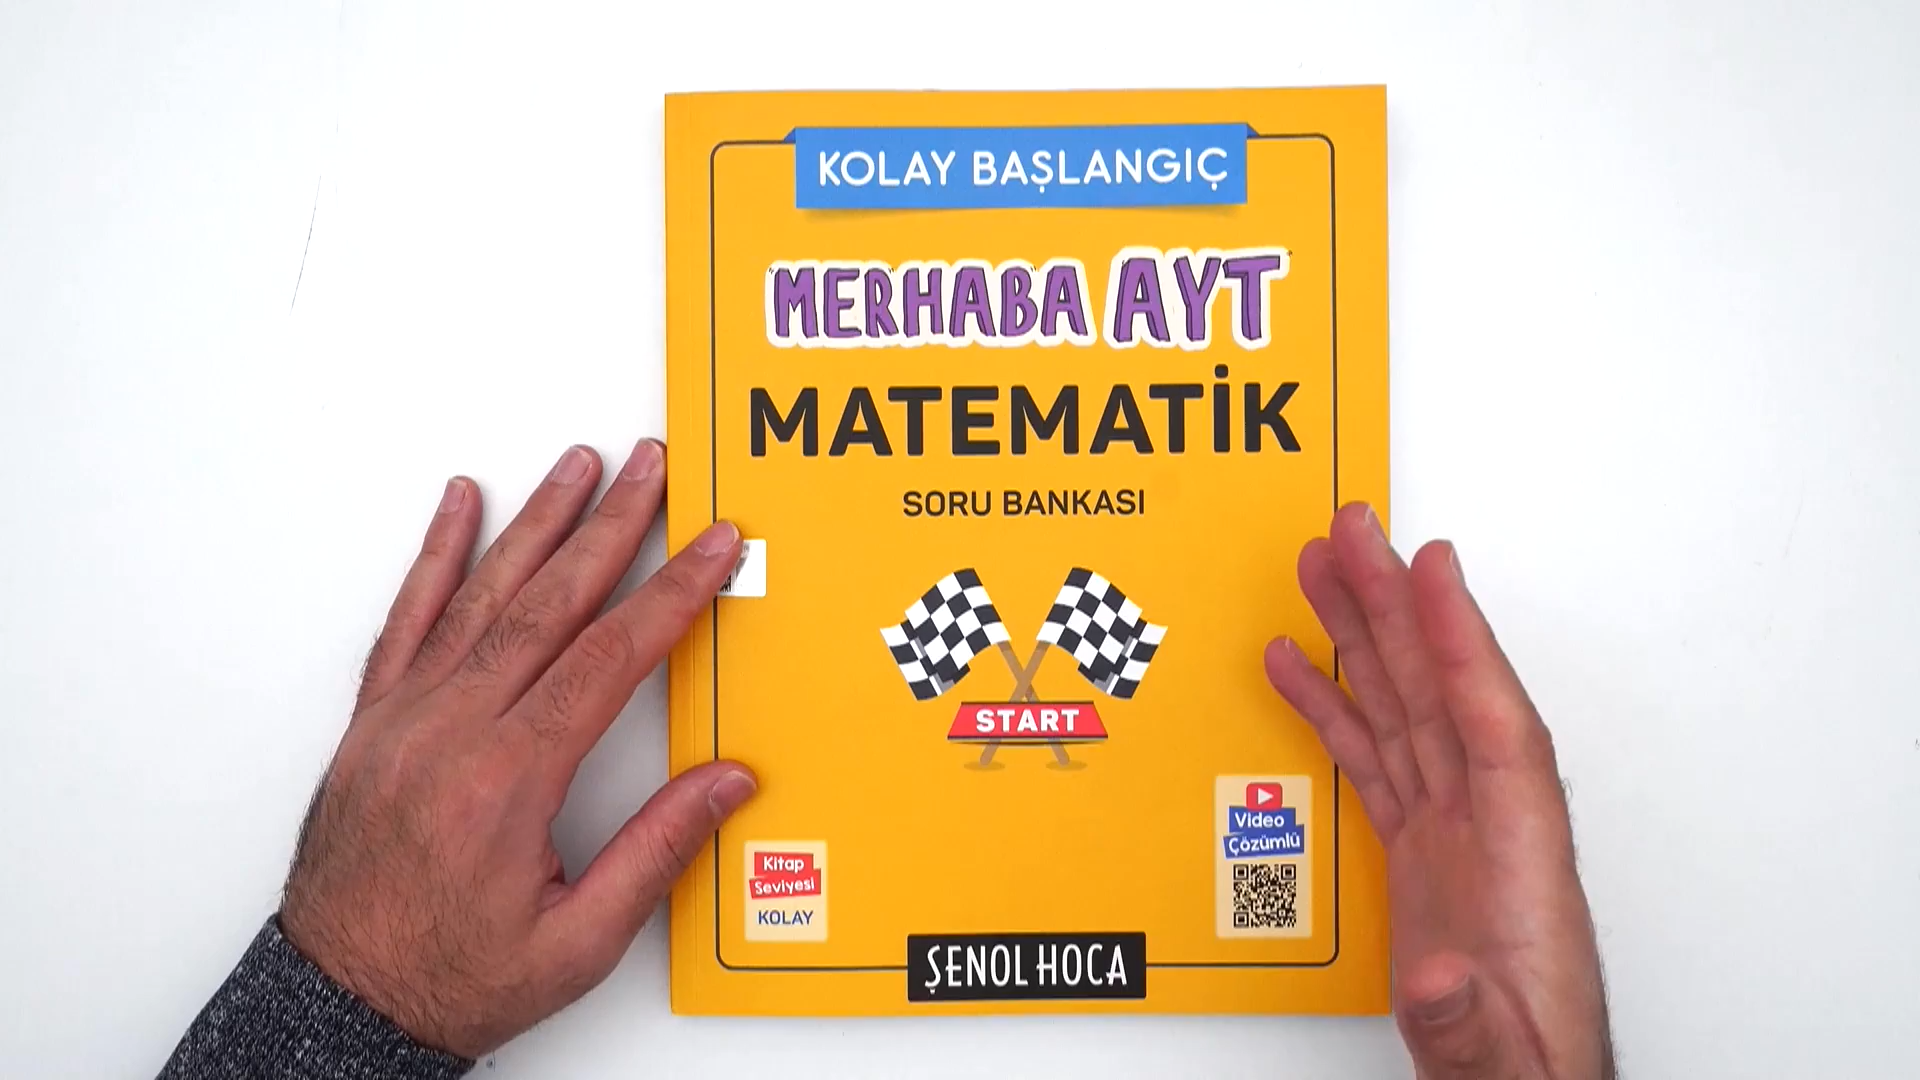 KOLAY BAŞLANGIÇ
MERHABA AYT
MATEMATİK
SORU BANKASI
START
Video
Çözümlü
Kitap
Seviyesi
KOLAY
ŞENOL HOCA